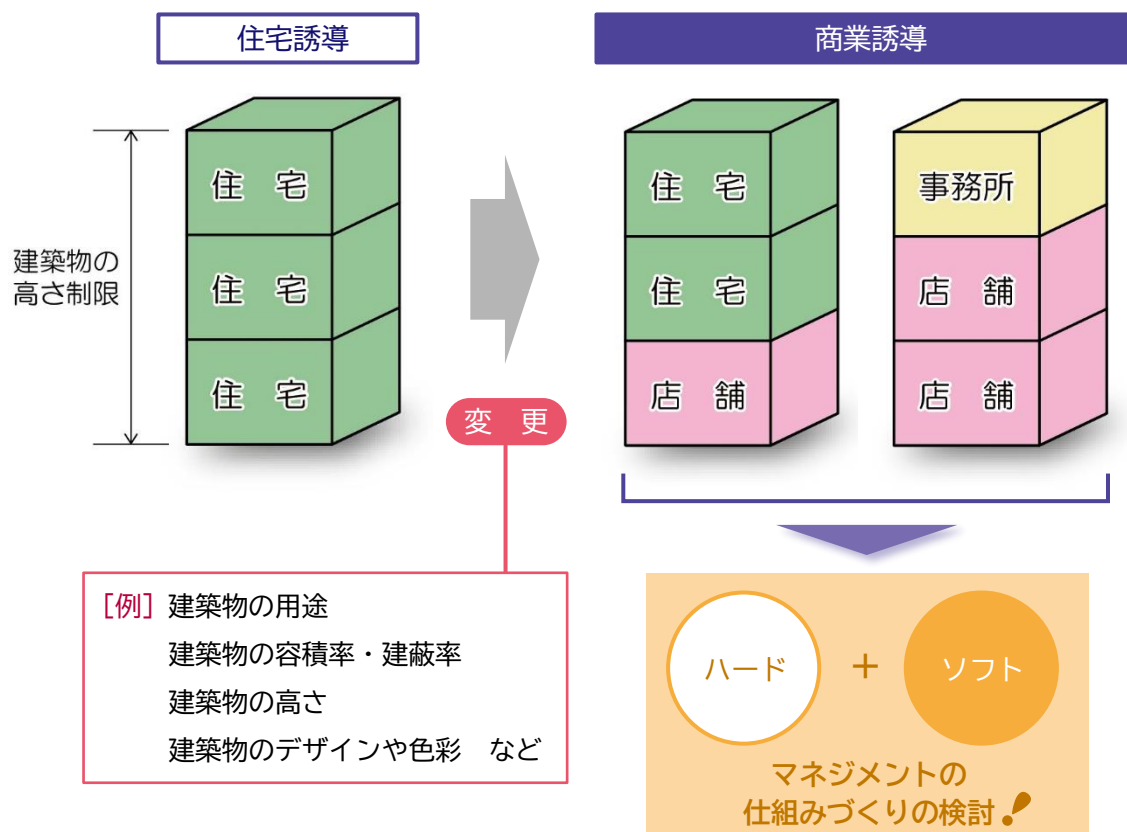 住宅誘導
商業誘導
建築物の
高さ制限
住　宅
住　宅
住　宅
変　更
住　宅
住　宅
店　舗
事務所
店　舗
店　舗
［例］建築物の用途
建築物の容積率・建蔽率
建築物の高さ
建築物のデザインや色彩　など
ハード + ソフト
マネジメントの
仕組みづくりの検討！